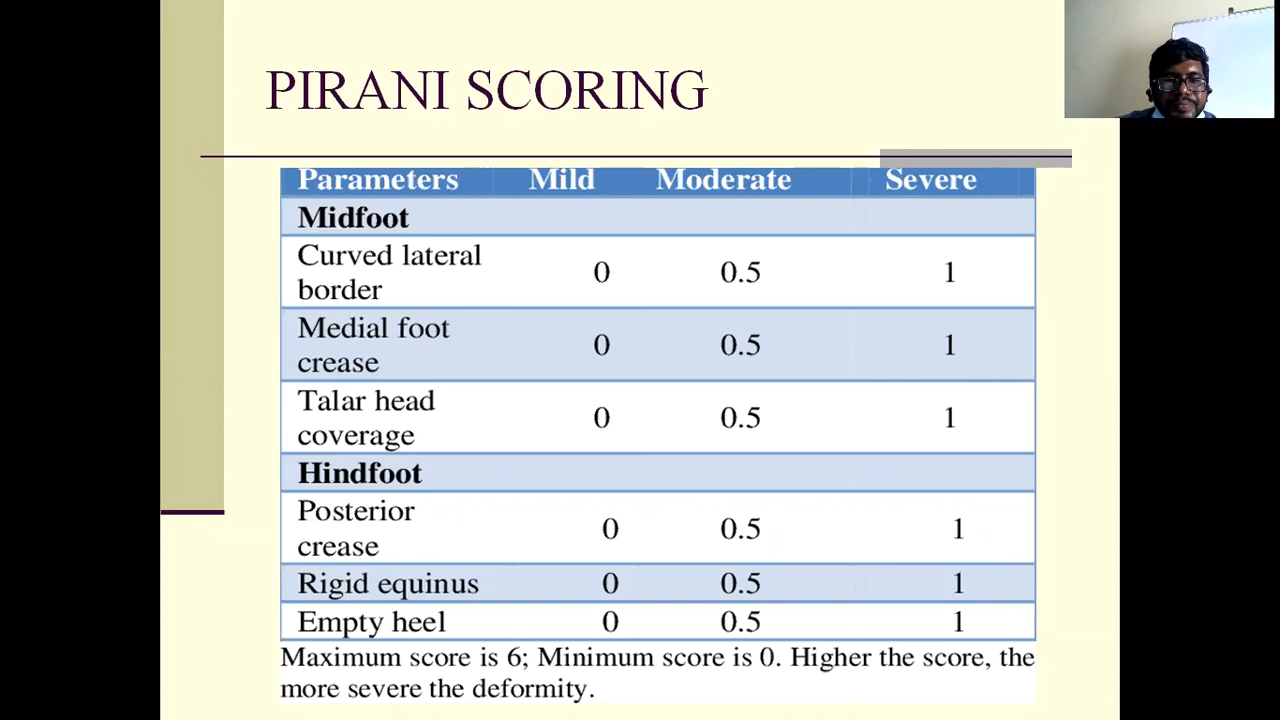 PIRANI SCORING
Parameters Mild Moderate Severe
Midfoot
Curved lateral
border 0 0.5 1
Medial foot
crease 0 0.5 1
Talar head
coverage 0 0.5 1
Hindfoot
Posterior
crease 0 0.5 1
Rigid equinus 0 0.5 1
Empty heel 0 0.5 1
Maximum score is 6; Minimum score is 0. Higher the score, the
more severe the deformity.